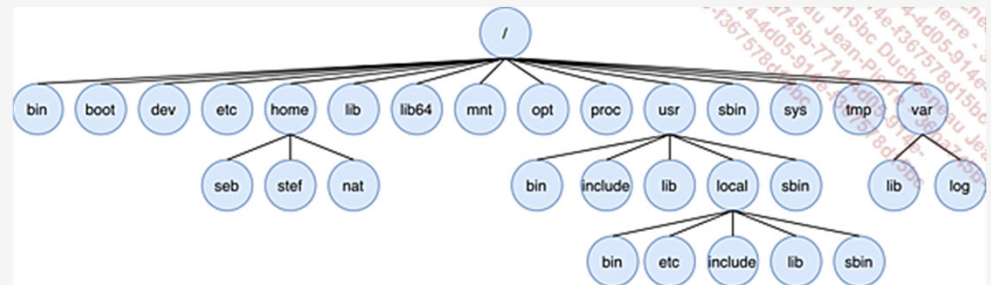 /
bin boot dev etc home lib lib64 mnt opt proc usr sbin sys tmp var
seb stef nat bin include lib local sbin lib log
bin etc include lib sbin